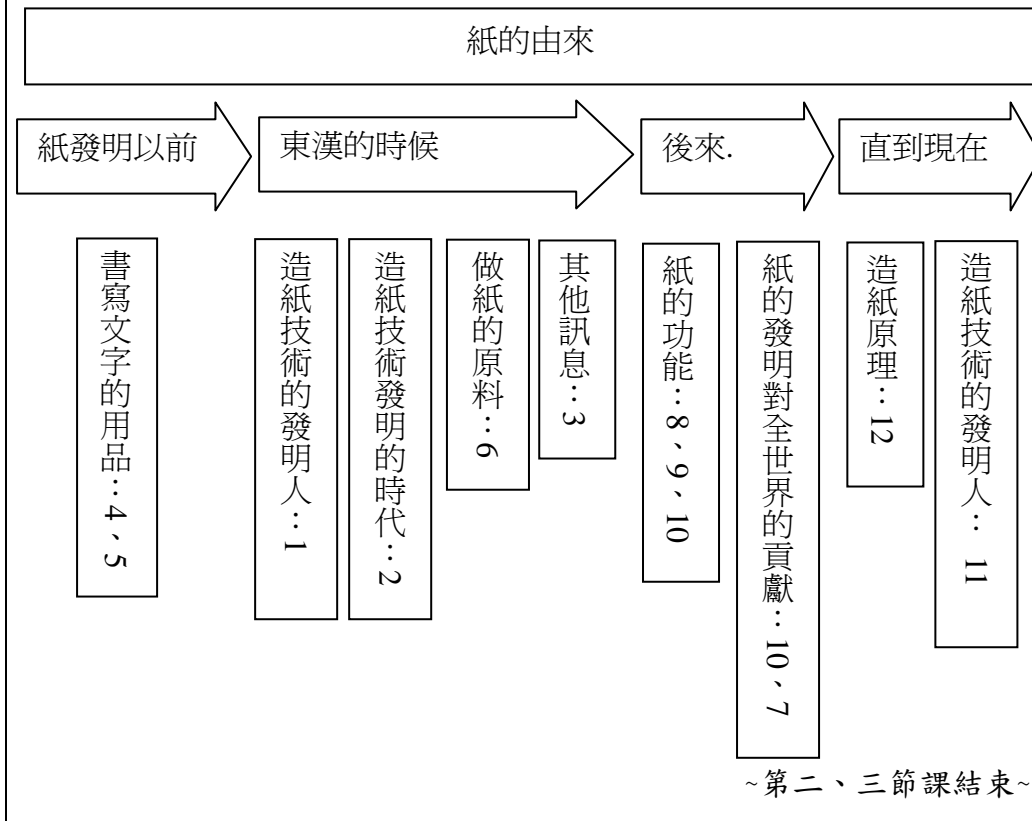 紙的由來
紙發明以前
東漢的時候
後來.
直到現在
書寫文字的用品：4、5
造紙技術的發明人：1
造紙技術發明的時代：2
做紙的原料：6
其他訊息：3
紙的功能：8、9、10
紙的發明對全世界的貢獻：10、7
造紙原理：12
造紙技術的發明人： 11
~第二、三節課結束~